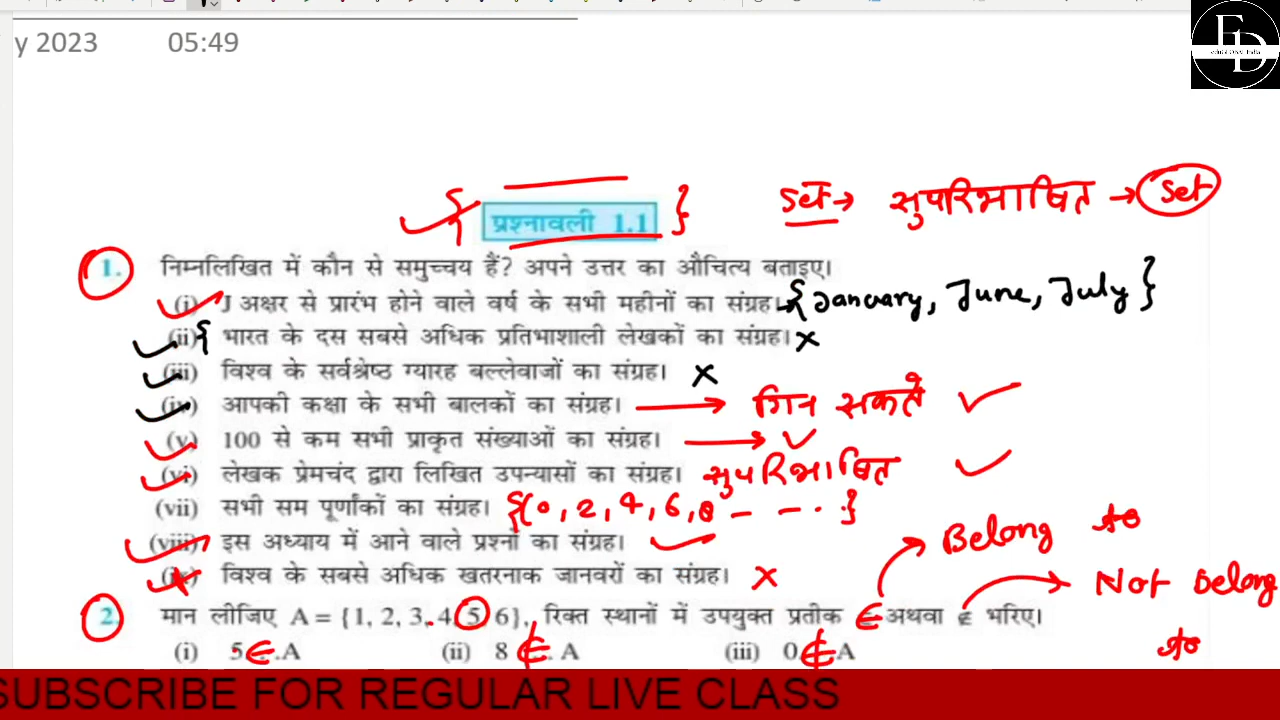 y 2023 05:49
ED
{ प्रश्नावली 1.1 } Set → सुपरिभाषित → Set
1. निम्नलिखित में कौन से समुच्चय हैं? अपने उत्तर का औचित्य बताइए।
(i) J अक्षर से प्रारंभ होने वाले वर्ष के सभी महीनों का संग्रह। → {January, June, July}
(ii) { भारत के दस सबसे अधिक प्रतिभाशाली लेखकों का संग्रह। ×
(iii) विश्व के सर्वश्रेष्ठ ग्यारह बल्लेबाजों का संग्रह। ×
(iv) आपकी कक्षा के सभी बालकों का संग्रह। → गिन सकते ✓
(v) 100 से कम सभी प्राकृत संख्याओं का संग्रह। → ✓
(vi) लेखक प्रेमचंद द्वारा लिखित उपन्यासों का संग्रह। सुपरिभाषित ✓
(vii) सभी सम पूर्णांकों का संग्रह। {(0, 2, 4, 6, 8 - - . . }
(viii) इस अध्याय में आने वाले प्रश्नों का संग्रह। ✓ Belong to
(ix) विश्व के सबसे अधिक खतरनाक जानवरों का संग्रह। × Not Belong
2. मान लीजिए A = {1, 2, 3, 4, 5, 6}, रिक्त स्थानों में उपयुक्त प्रतीक ∈ अथवा ∉ भरिए।
(i) 5 ∈ A (ii) 8 ∉ A (iii) 0 ∉ A to
SUBSCRIBE FOR REGULAR LIVE CLASS